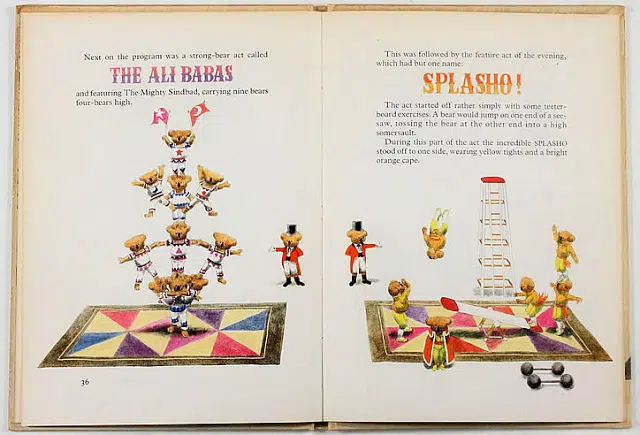 Next on the program was a strong-bear act called
THE ALI BABAS
and featuring The Mighty Sindbad, carrying nine bears
four-bears high.
36
This was followed by the feature act of the evening,
which had but one name:
SPLASHO!
The act started off rather simply with some teeter-
board exercises. A bear would jump on one end of a see-
saw, tossing the bear at the other end into a high
somersault.
During this part of the act the incredible SPLASHO
stood off to one side, wearing yellow tights and a bright
orange cape.